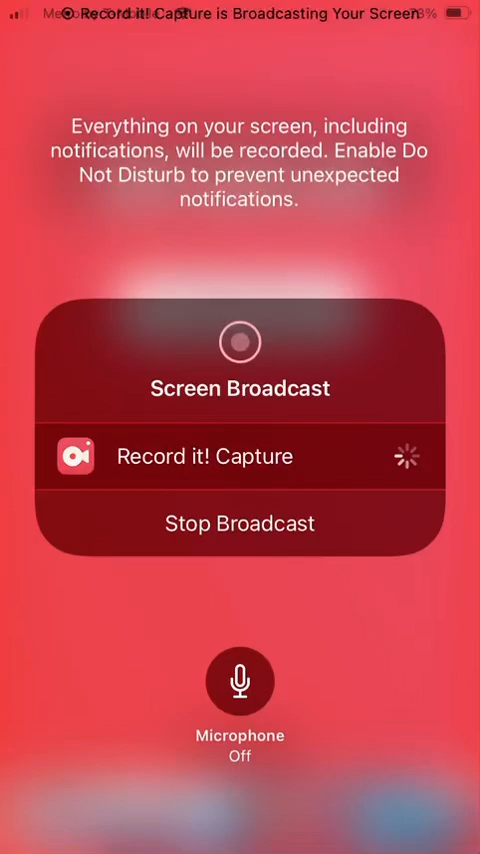 Record it! Capture is Broadcasting Your Screen
Everything on your screen, including
notifications, will be recorded. Enable Do
Not Disturb to prevent unexpected
notifications.
Screen Broadcast
Record it! Capture
Stop Broadcast
Microphone
Off